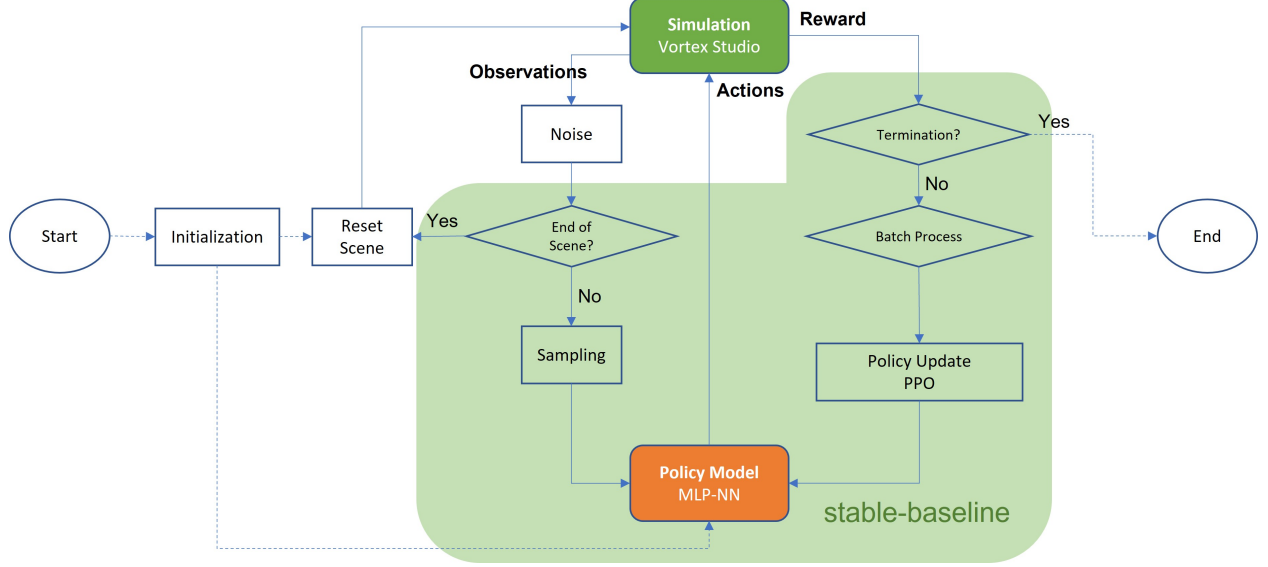 Simulation
Vortex Studio
Reward
Observations
Actions
Noise
Termination?
Yes
No
Start
Initialization
Reset
Scene
Yes
End of
Scene?
Batch Process
End
No
Sampling
Policy Update
PPO
Policy Model
MLP-NN
stable-baseline